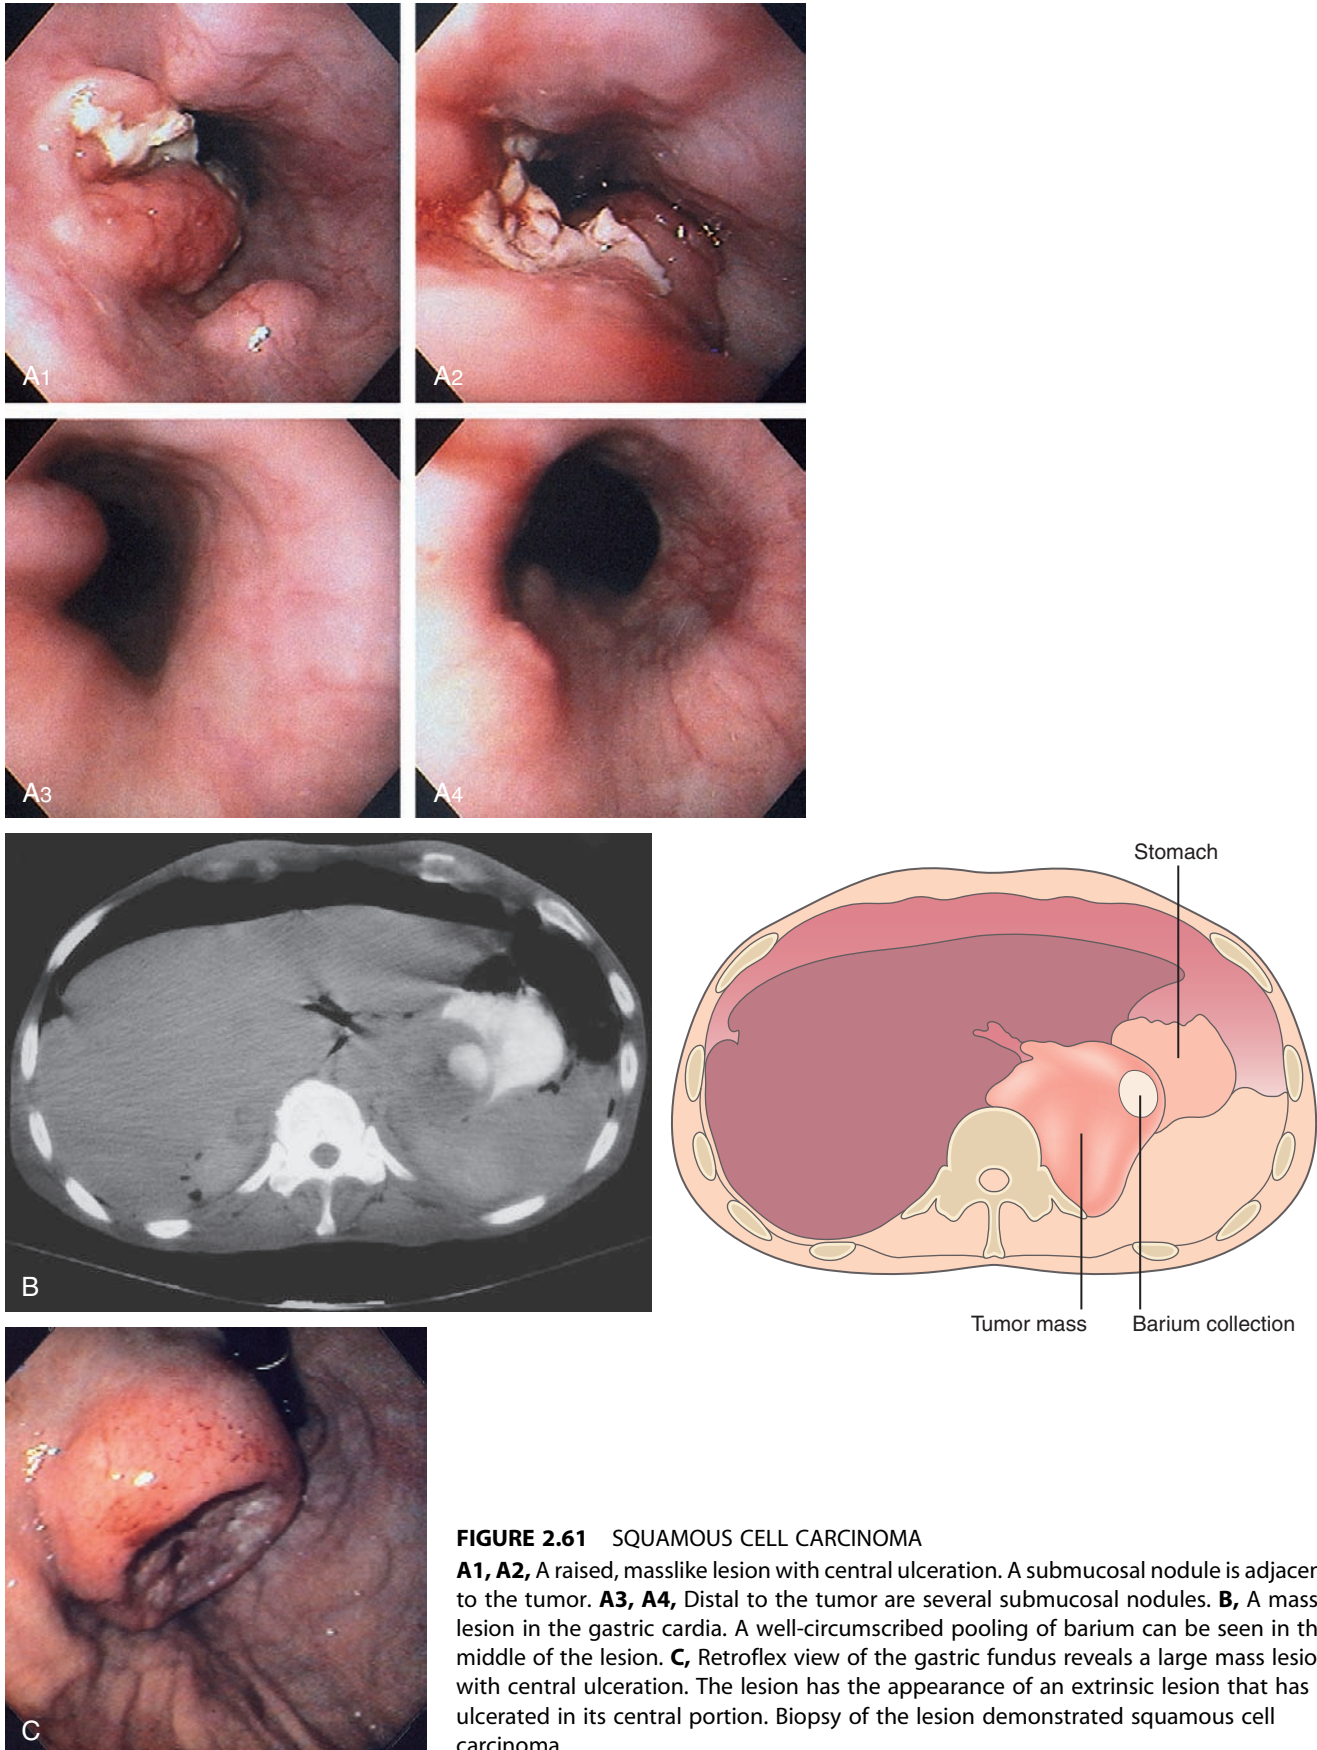 A1
A2
A3
A4
Stomach
B
Tumor mass
Barium collection
C
FIGURE 2.61 SQUAMOUS CELL CARCINOMA
A1, A2, A raised, masslike lesion with central ulceration. A submucosal nodule is adjacen
to the tumor. A3, A4, Distal to the tumor are several submucosal nodules. B, A mass
lesion in the gastric cardia. A well-circumscribed pooling of barium can be seen in th
middle of the lesion. C, Retroflex view of the gastric fundus reveals a large mass lesio
with central ulceration. The lesion has the appearance of an extrinsic lesion that has
ulcerated in its central portion. Biopsy of the lesion demonstrated squamous cell
carcinoma